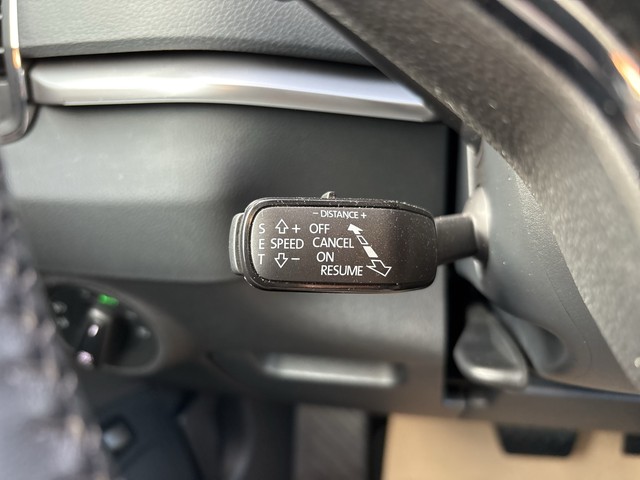 − DISTANCE +
S + OFF
E SPEED CANCEL
T − ON
RESUME